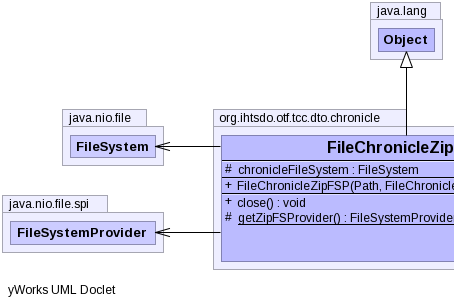 java.lang
Object
java.nio.file
FileSystem
org.ihtsdo.otf.tcc.dto.chronicle
FileChronicleZip
# chronicleFileSystem : FileSystem
+ FileChronicleZipFSP(Path, FileChronicle
+ close() : void
# getZipFSProvider() : FileSystemProvider
java.nio.file.spi
FileSystemProvider
yWorks UML Doclet